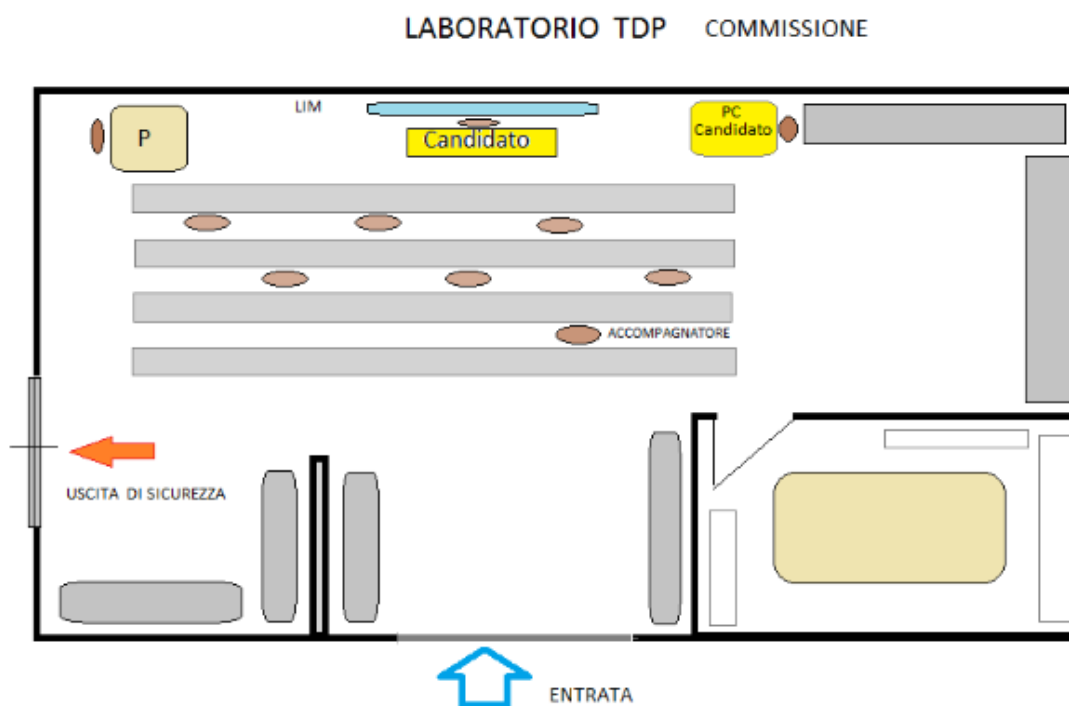 LABORATORIO TDP COMMISSIONE
LIM
P
Candidato
PC
Candidato
ACCOMPAGNATORE
USCITA DI SICUREZZA
ENTRATA